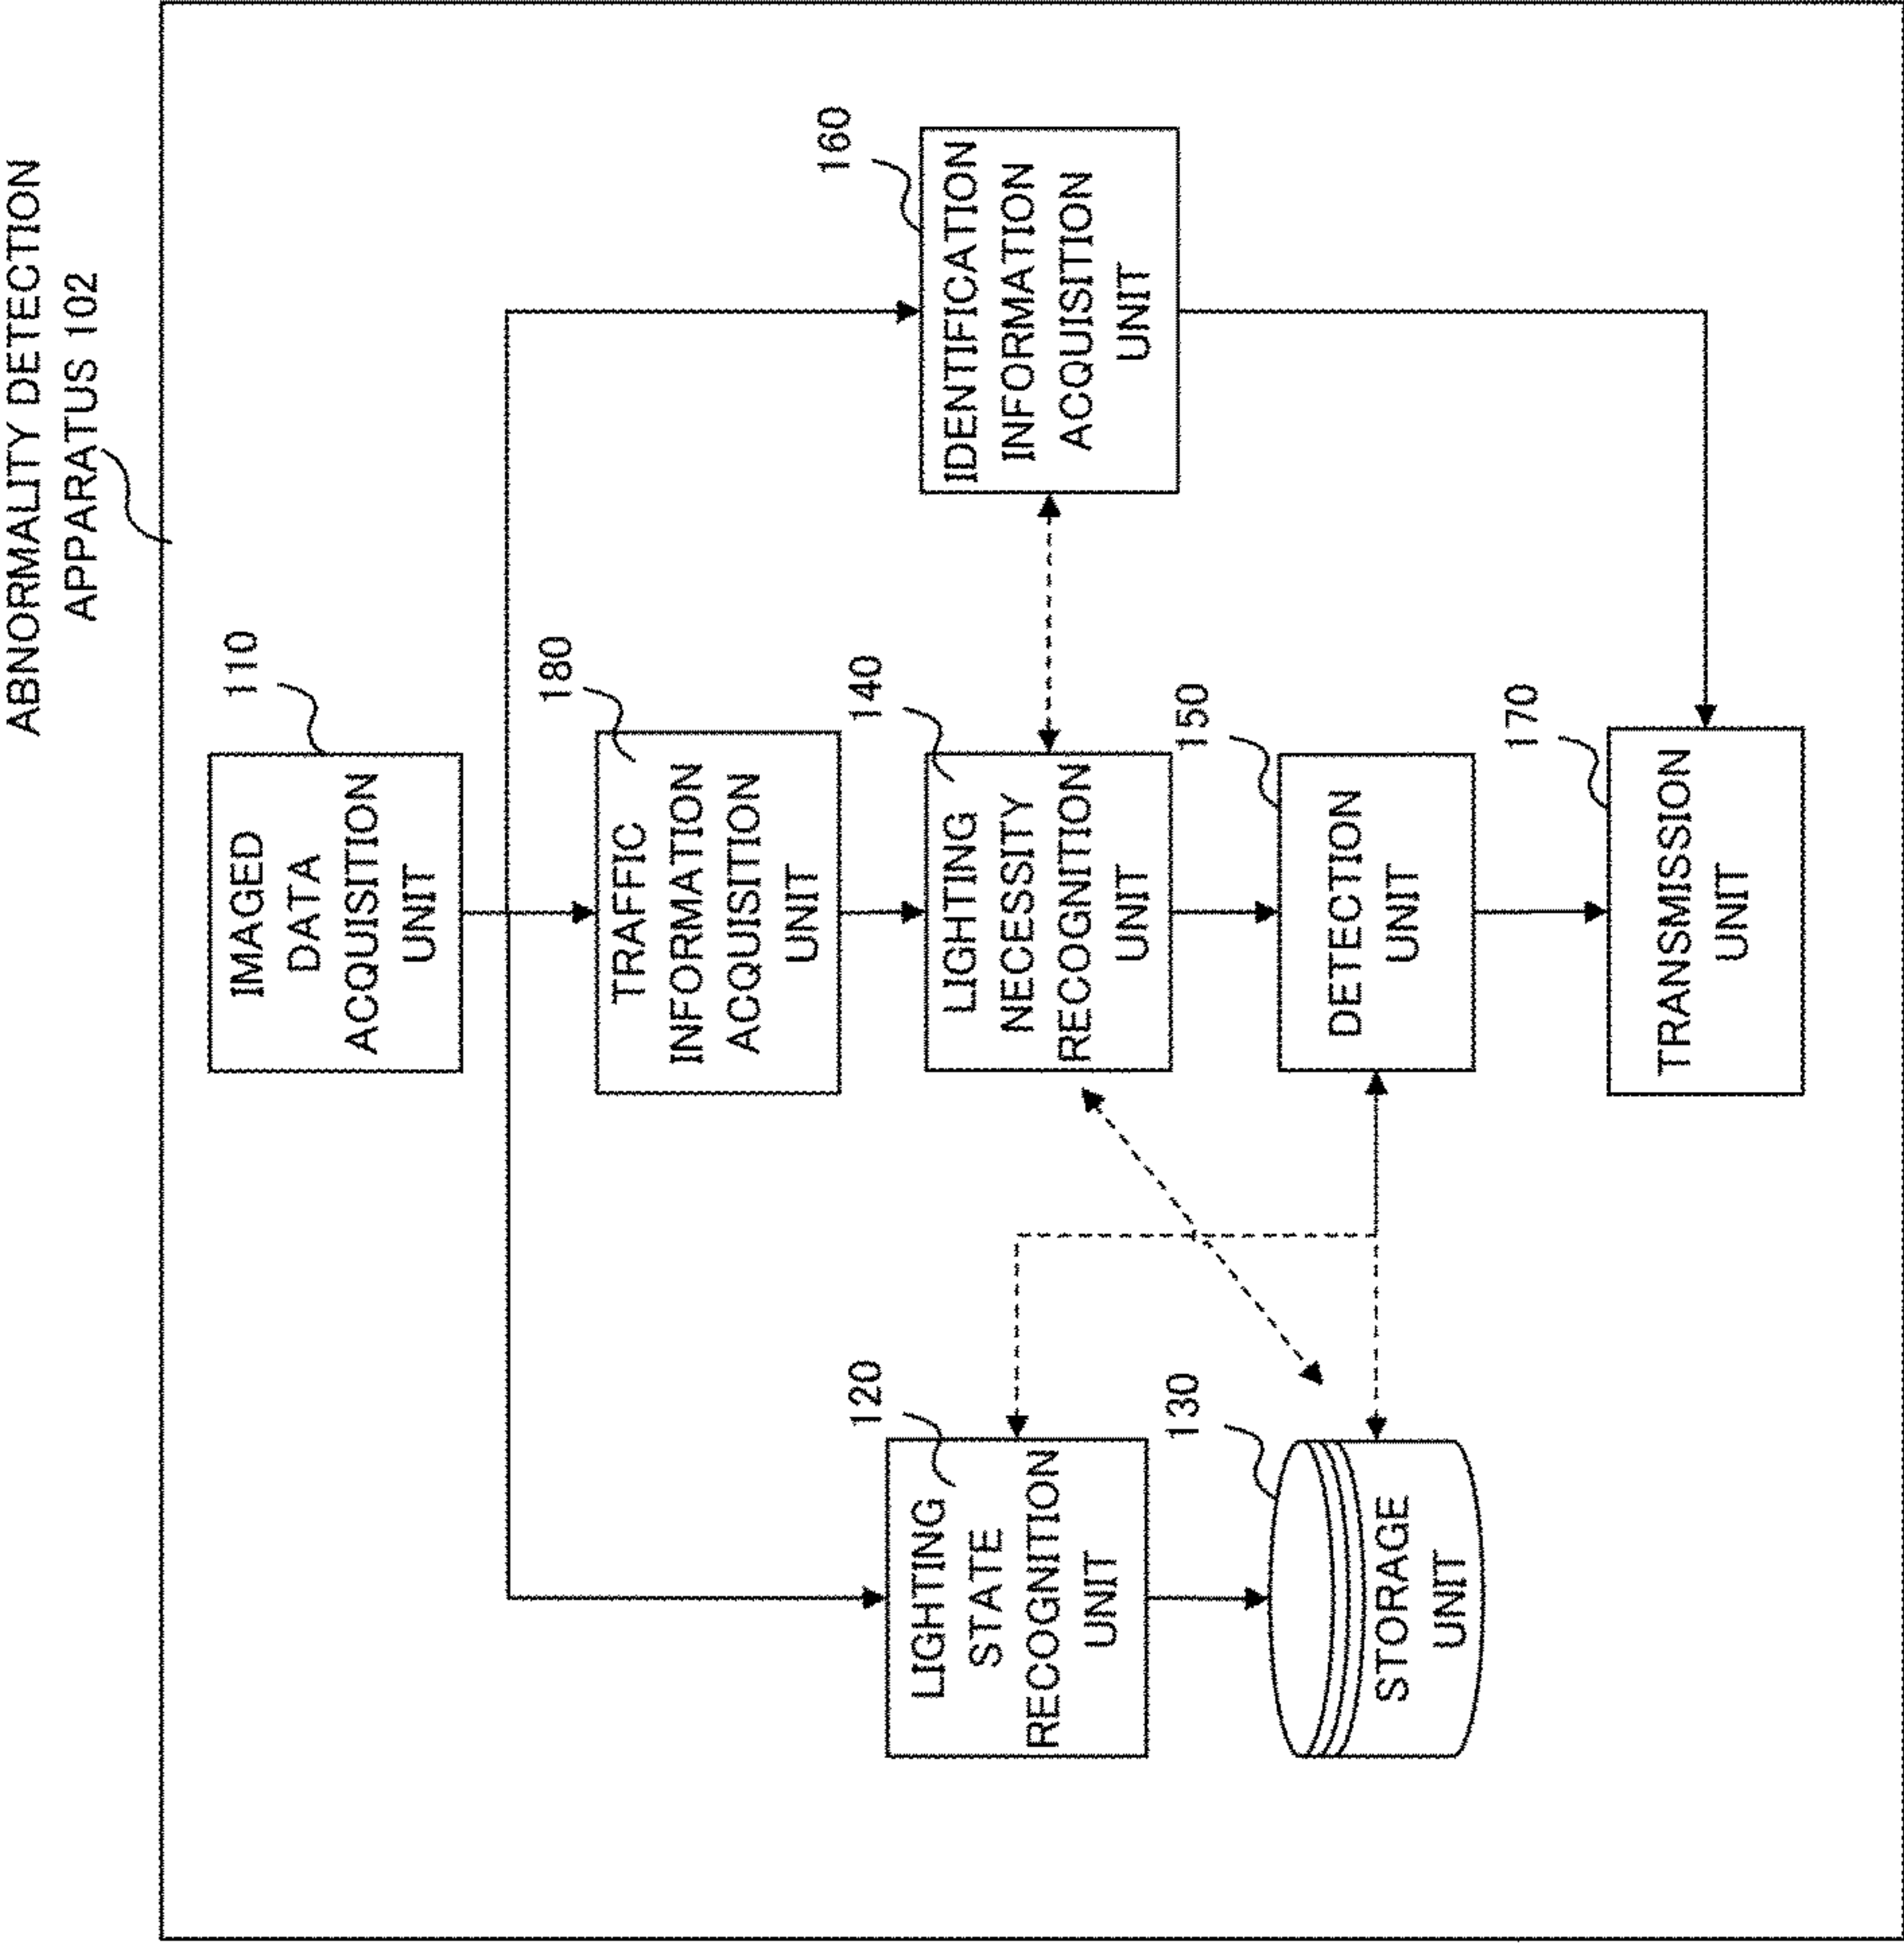 ABNORMALITY DETECTION
APPARATUS 102
110
IMAGED
DATA
ACQUISITION
UNIT
180
TRAFFIC
INFORMATION
ACQUISITION
UNIT
120
LIGHTING
STATE
RECOGNITION
UNIT
140
LIGHTING
NECESSITY
RECOGNITION
UNIT
160
IDENTIFICATION
INFORMATION
ACQUISITION
UNIT
130
STORAGE
UNIT
150
DETECTION
UNIT
170
TRANSMISSION
UNIT